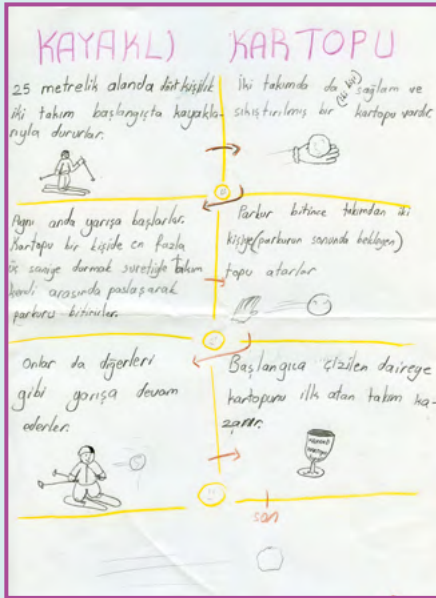 KAYAKLI KARTOPU
25 metrelik alanda dört kişilik
iki takım başlangıçta kayakla-
rıyla dururlar.
İki takımda da (iki kişi) sağlam ve
sıkıştırılmış bir kartopu vardır.
Aynı anda yarışa başlarlar.
Kartopu bir kişide en fazla
üç saniye durmak suretiyle takım
kendi arasında paslaşarak
parkuru bitirirler.
Parkur bitince takımdan iki
kişiye (parkurun sonunda bekleyen)
topu atarlar
Onlar da diğerleri
gibi yarışa devam
ederler.
Başlangıca çizilen daireye
kartopunu ilk atan takım ka-
zanır.
son